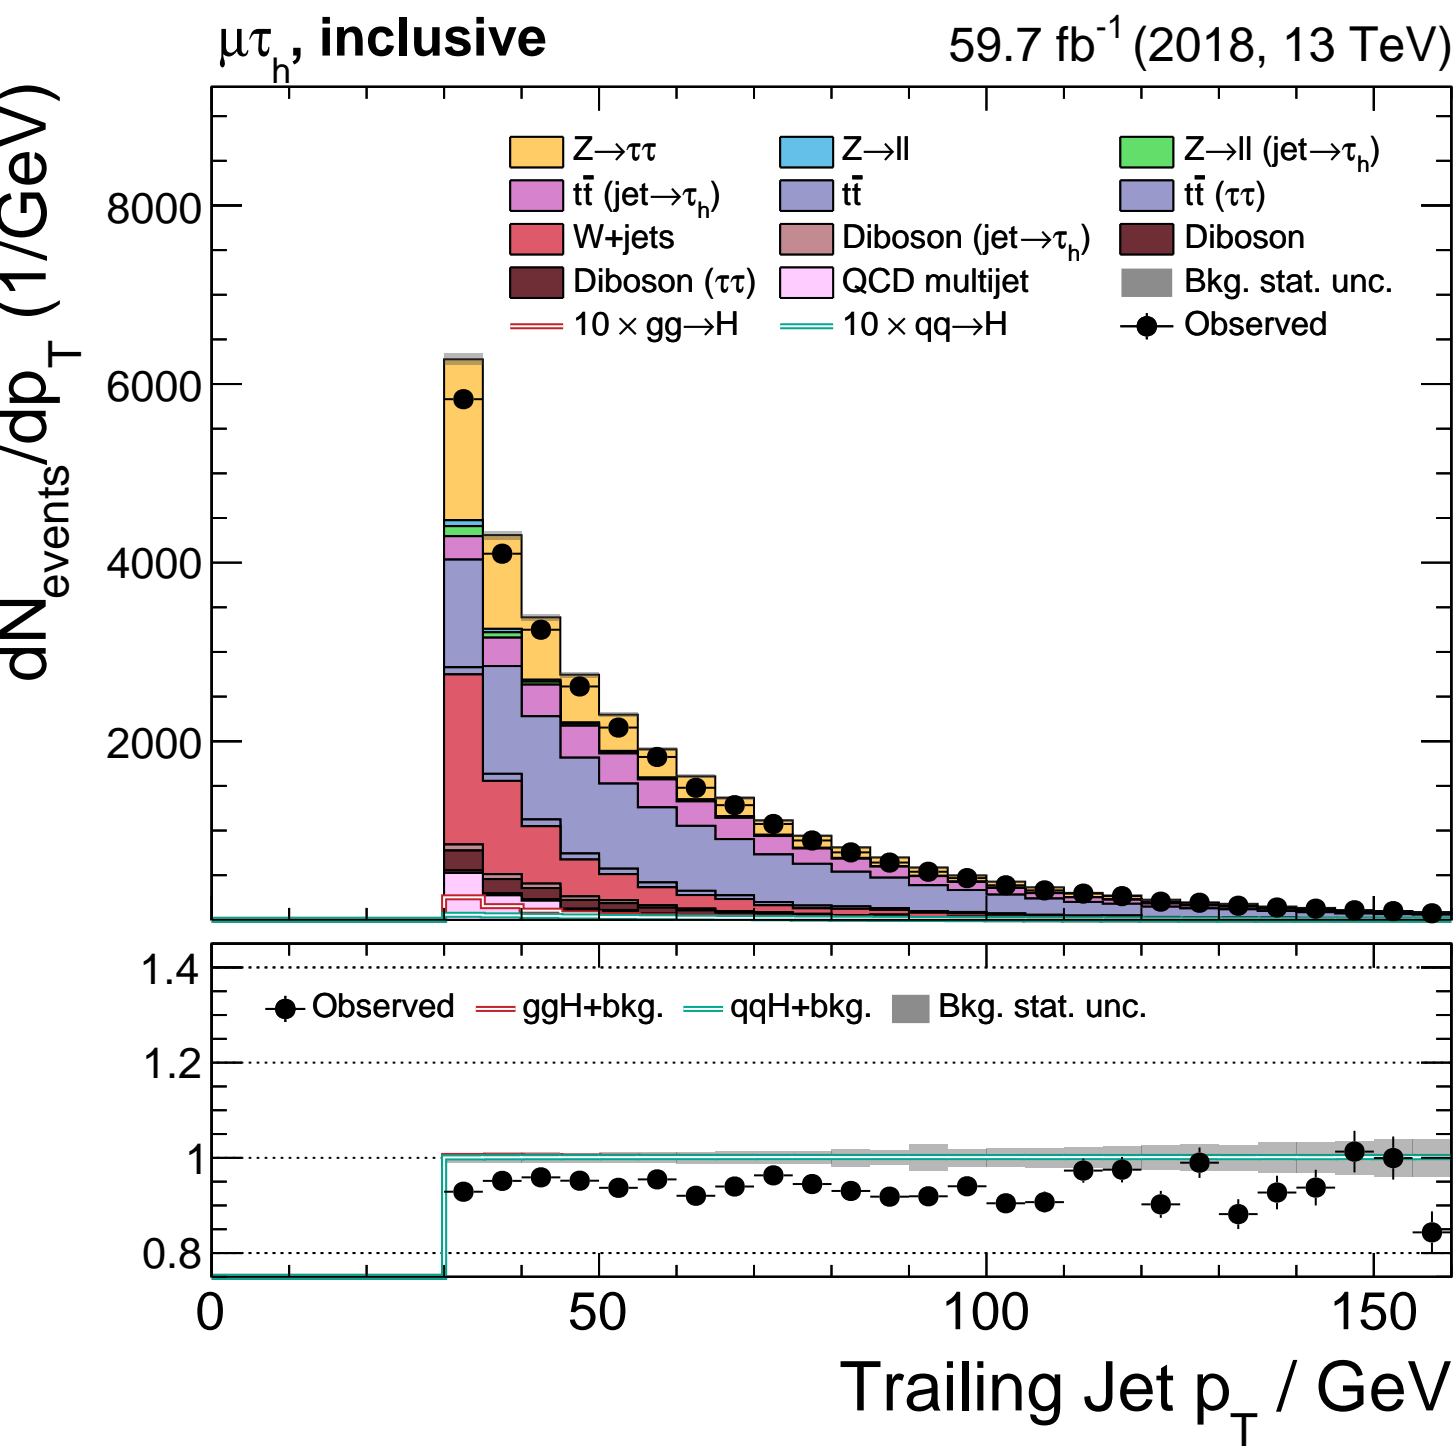 μτh, inclusive 59.7 fb-1 (2018, 13 TeV)
dNevents/dpT (1/GeV)
Z→ττ Z→ll Z→ll (jet→τh)
tt̄ (jet→τh) tt̄ tt̄ (ττ)
W+jets Diboson (jet→τh) Diboson
Diboson (ττ) QCD multijet Bkg. stat. unc.
10 × gg→H 10 × qq→H Observed
8000
6000
4000
2000
1.4
Observed ggH+bkg. qqH+bkg. Bkg. stat. unc.
1.2
1
0.8
0 50 100 150
Trailing Jet pT / GeV